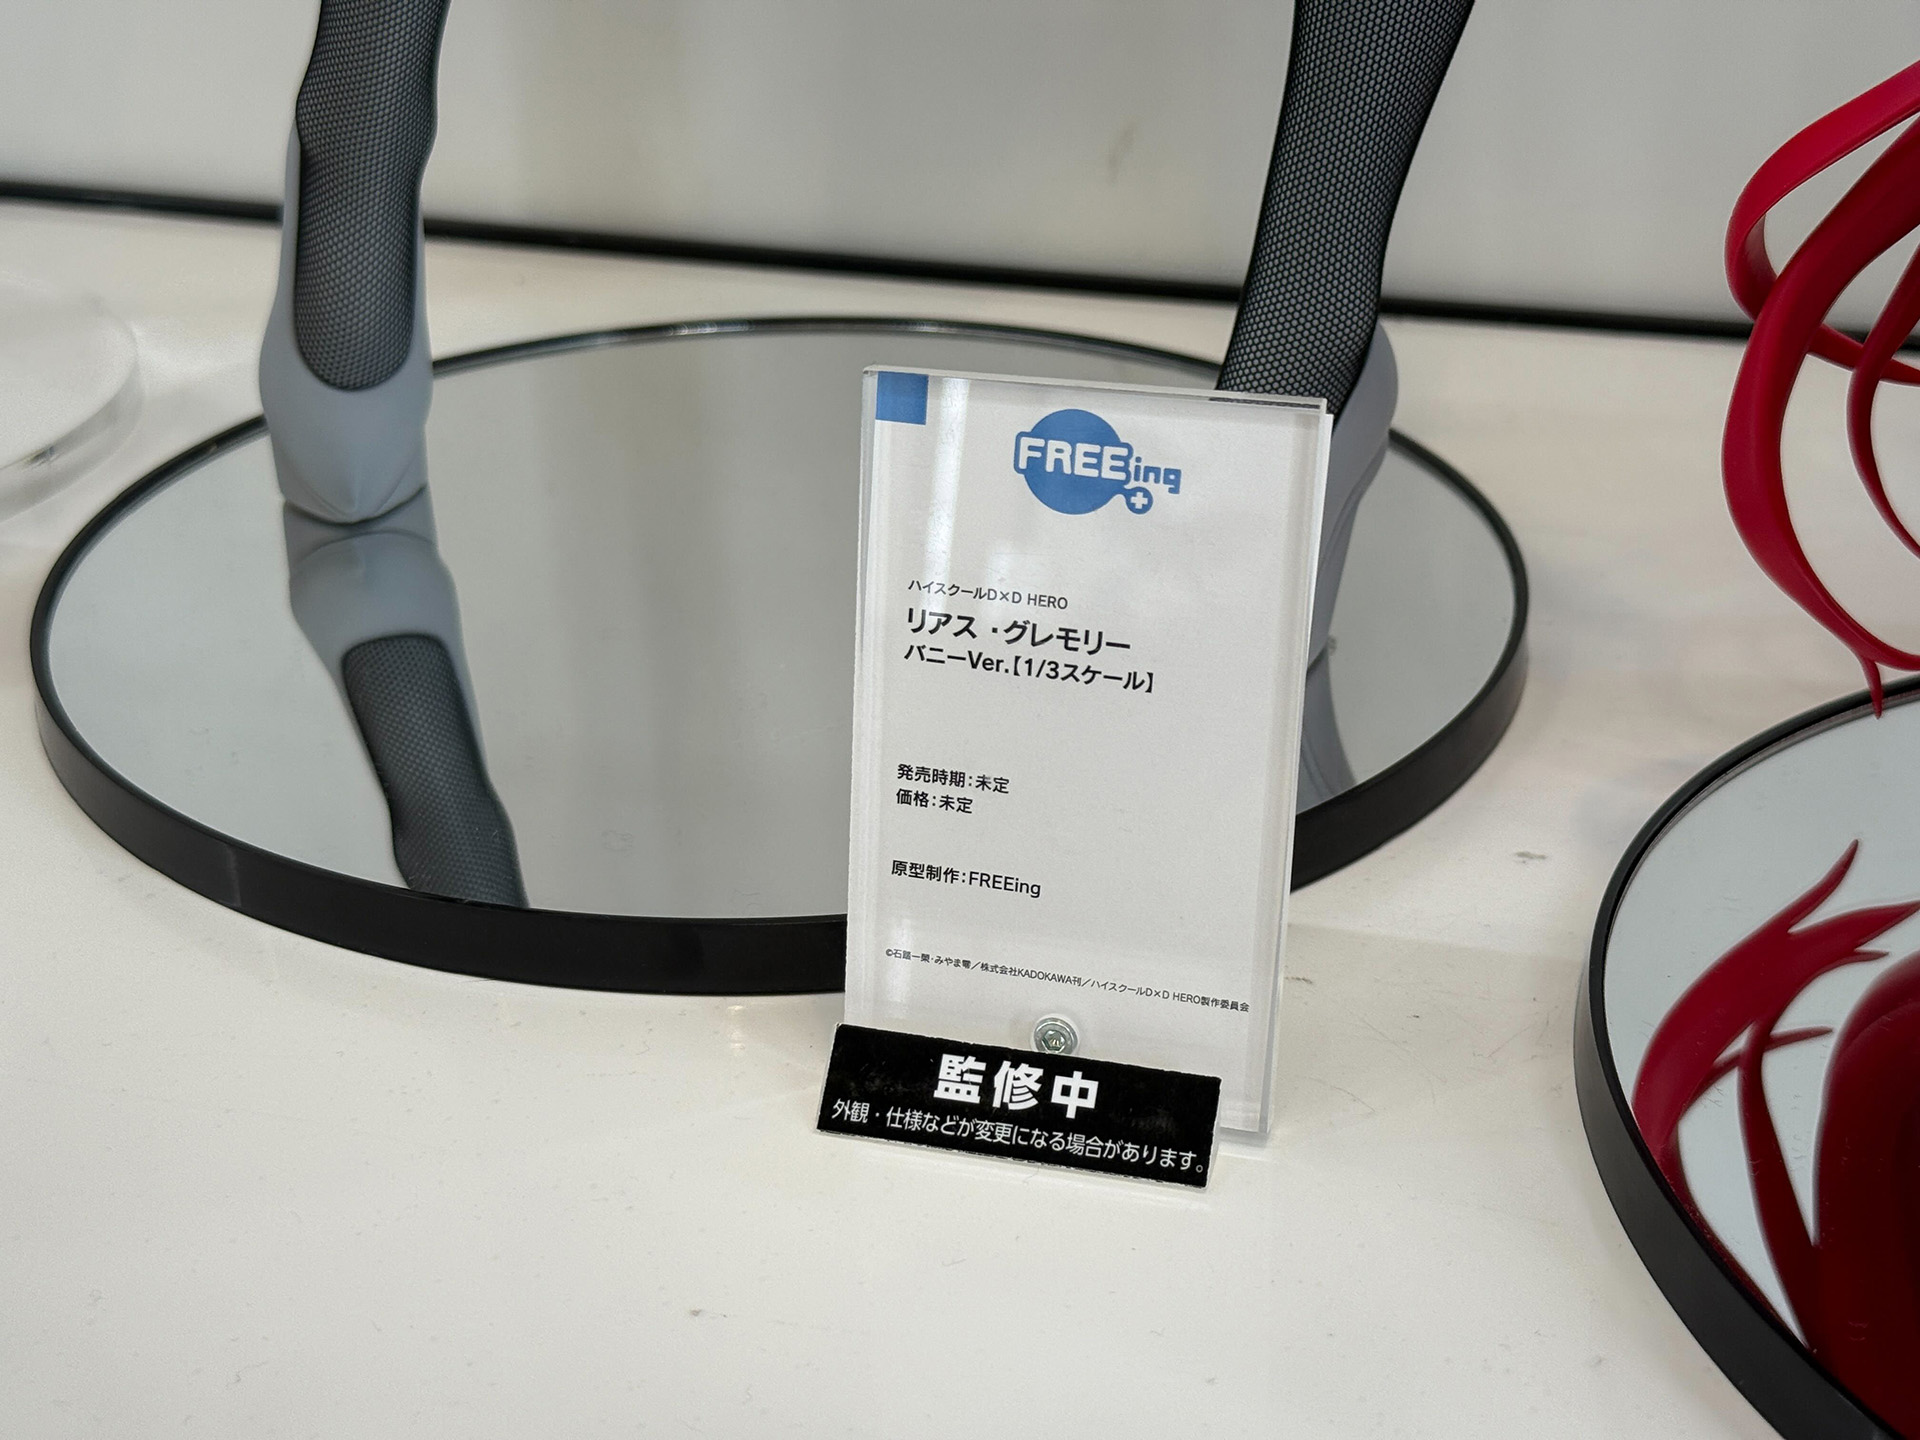 FREEing
ハイスクールD×D HERO
リアス・グレモリー
バニーVer.【1/3スケール】
発売時期：未定
価格：未定
原型制作：FREEing
©石踏一榮・みやま零／株式会社KADOKAWA刊／ハイスクールD×D HERO製作委員会
監修中
外観・仕様などが変更になる場合があります。